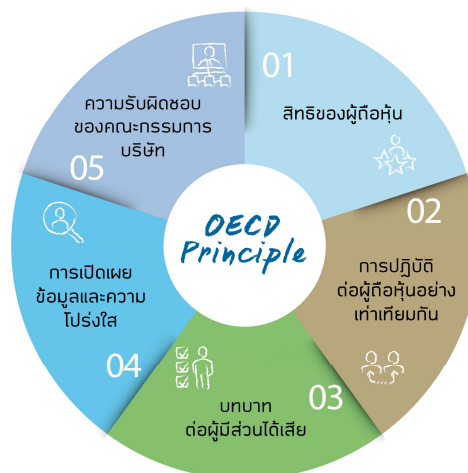 OECD
Principle
01
สิทธิของผู้ถือหุ้น
02
การปฏิบัติ
ต่อผู้ถือหุ้นอย่าง
เท่าเทียมกัน
03
บทบาท
ต่อผู้มีส่วนได้เสีย
04
การเปิดเผย
ข้อมูลและความ
โปร่งใส
05
ความรับผิดชอบ
ของคณะกรรมการ
บริษัท